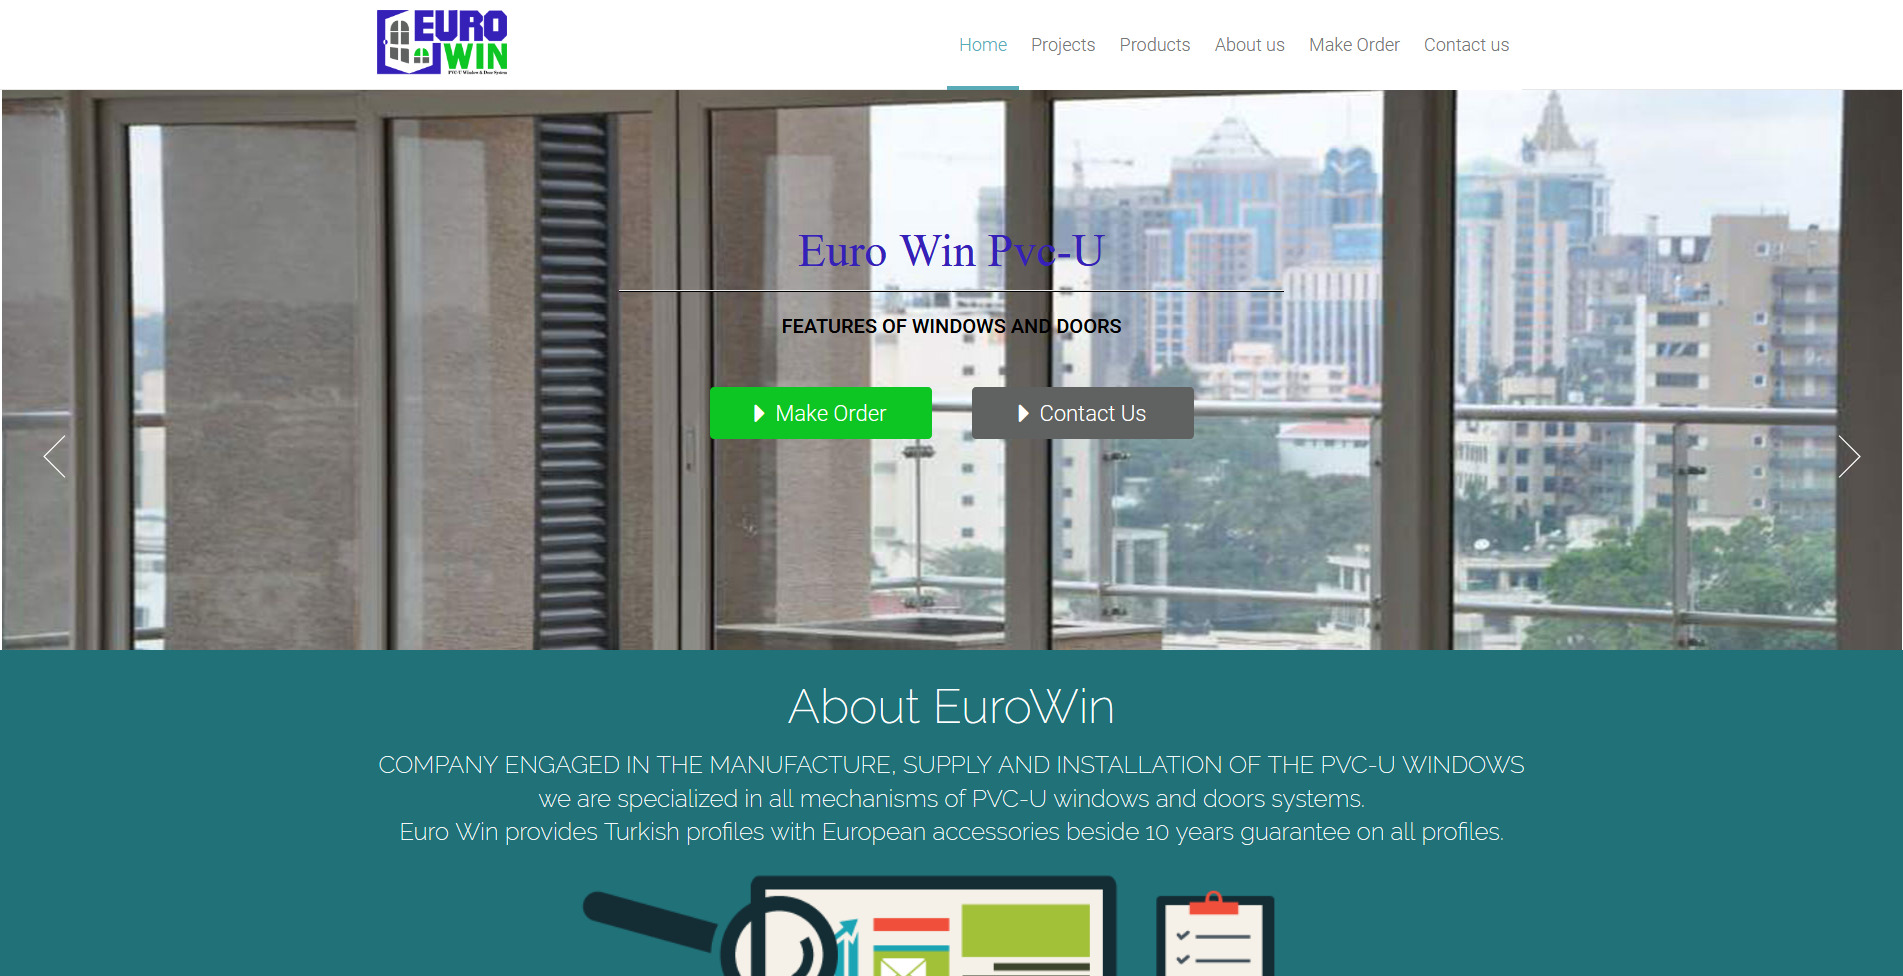 EURO
WIN
PVC-U Window & Door System
Home Projects Products About us Make Order Contact us
Euro Win Pvc-U
FEATURES OF WINDOWS AND DOORS
Make Order Contact Us
About EuroWin
COMPANY ENGAGED IN THE MANUFACTURE, SUPPLY AND INSTALLATION OF THE PVC-U WINDOWS
we are specialized in all mechanisms of PVC-U windows and doors systems.
Euro Win provides Turkish profiles with European accessories beside 10 years guarantee on all profiles.